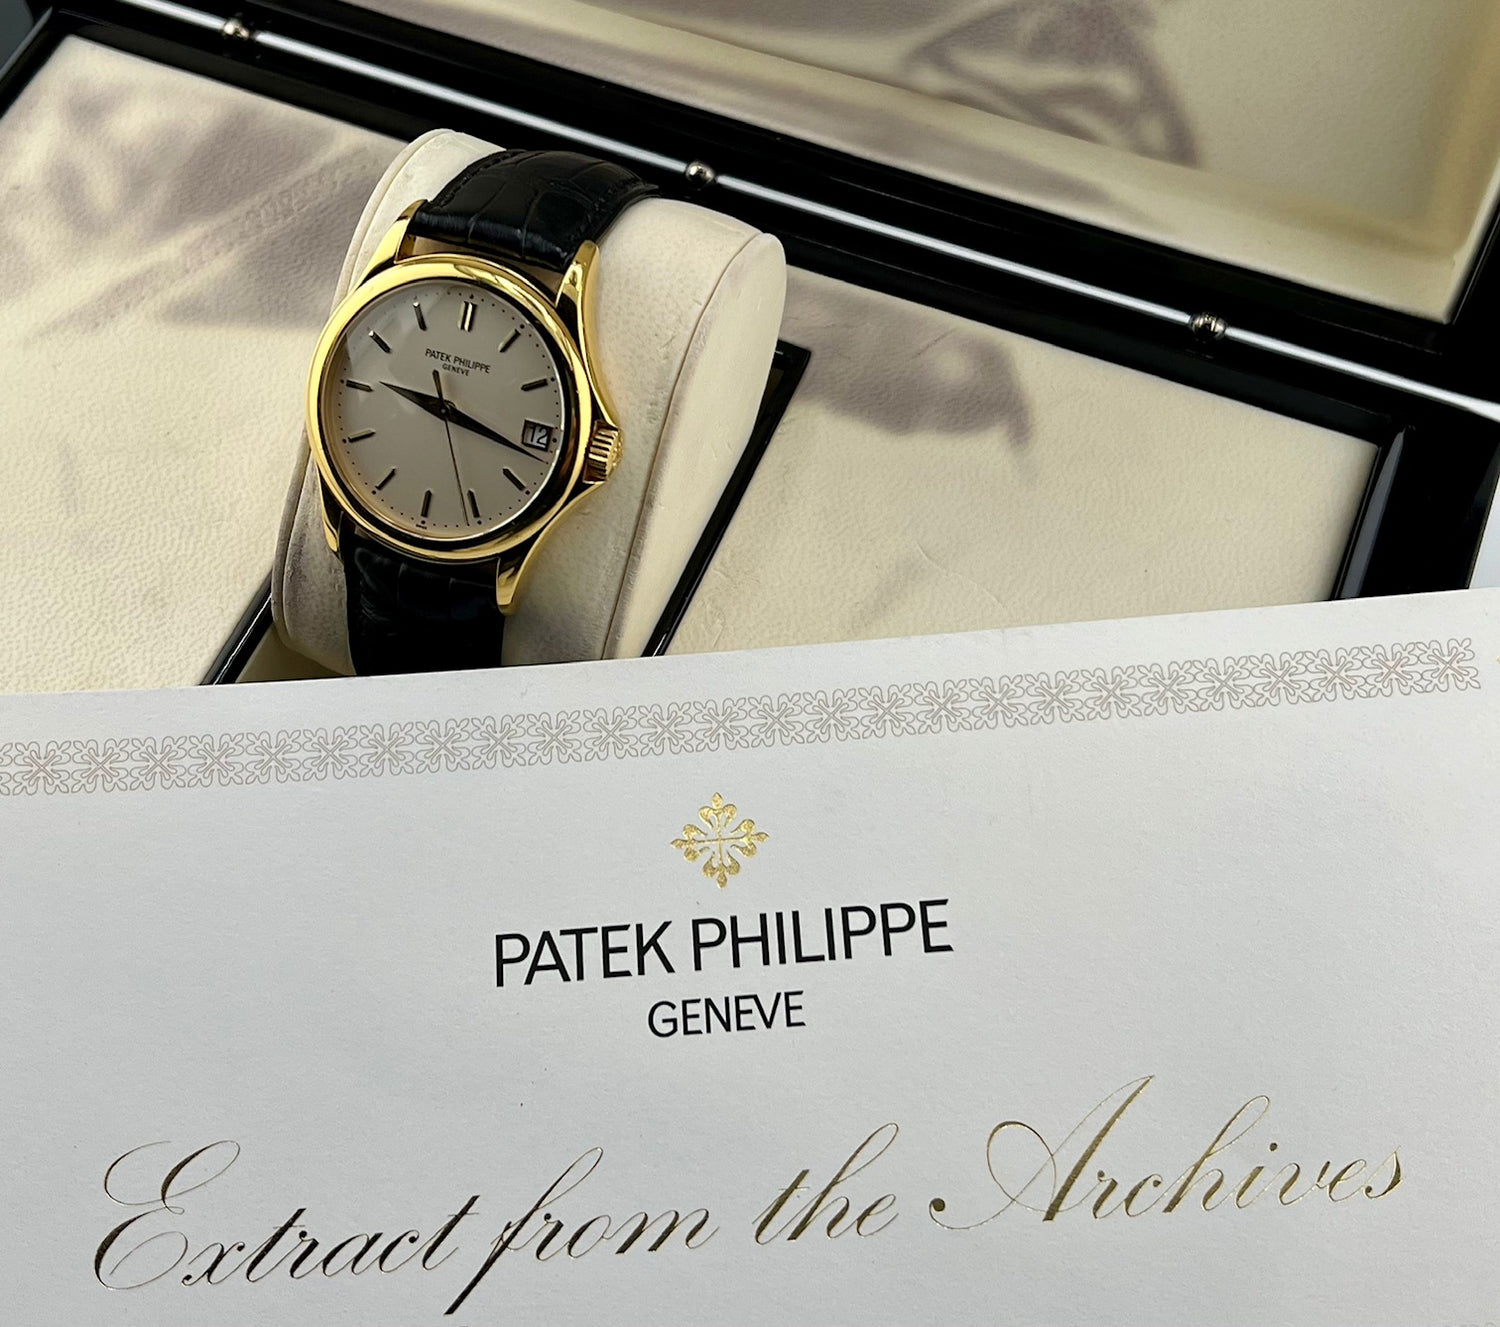 PATEK PHILIPPE
GENEVE
12
PATEK PHILIPPE
GENEVE
Extract from the Archives